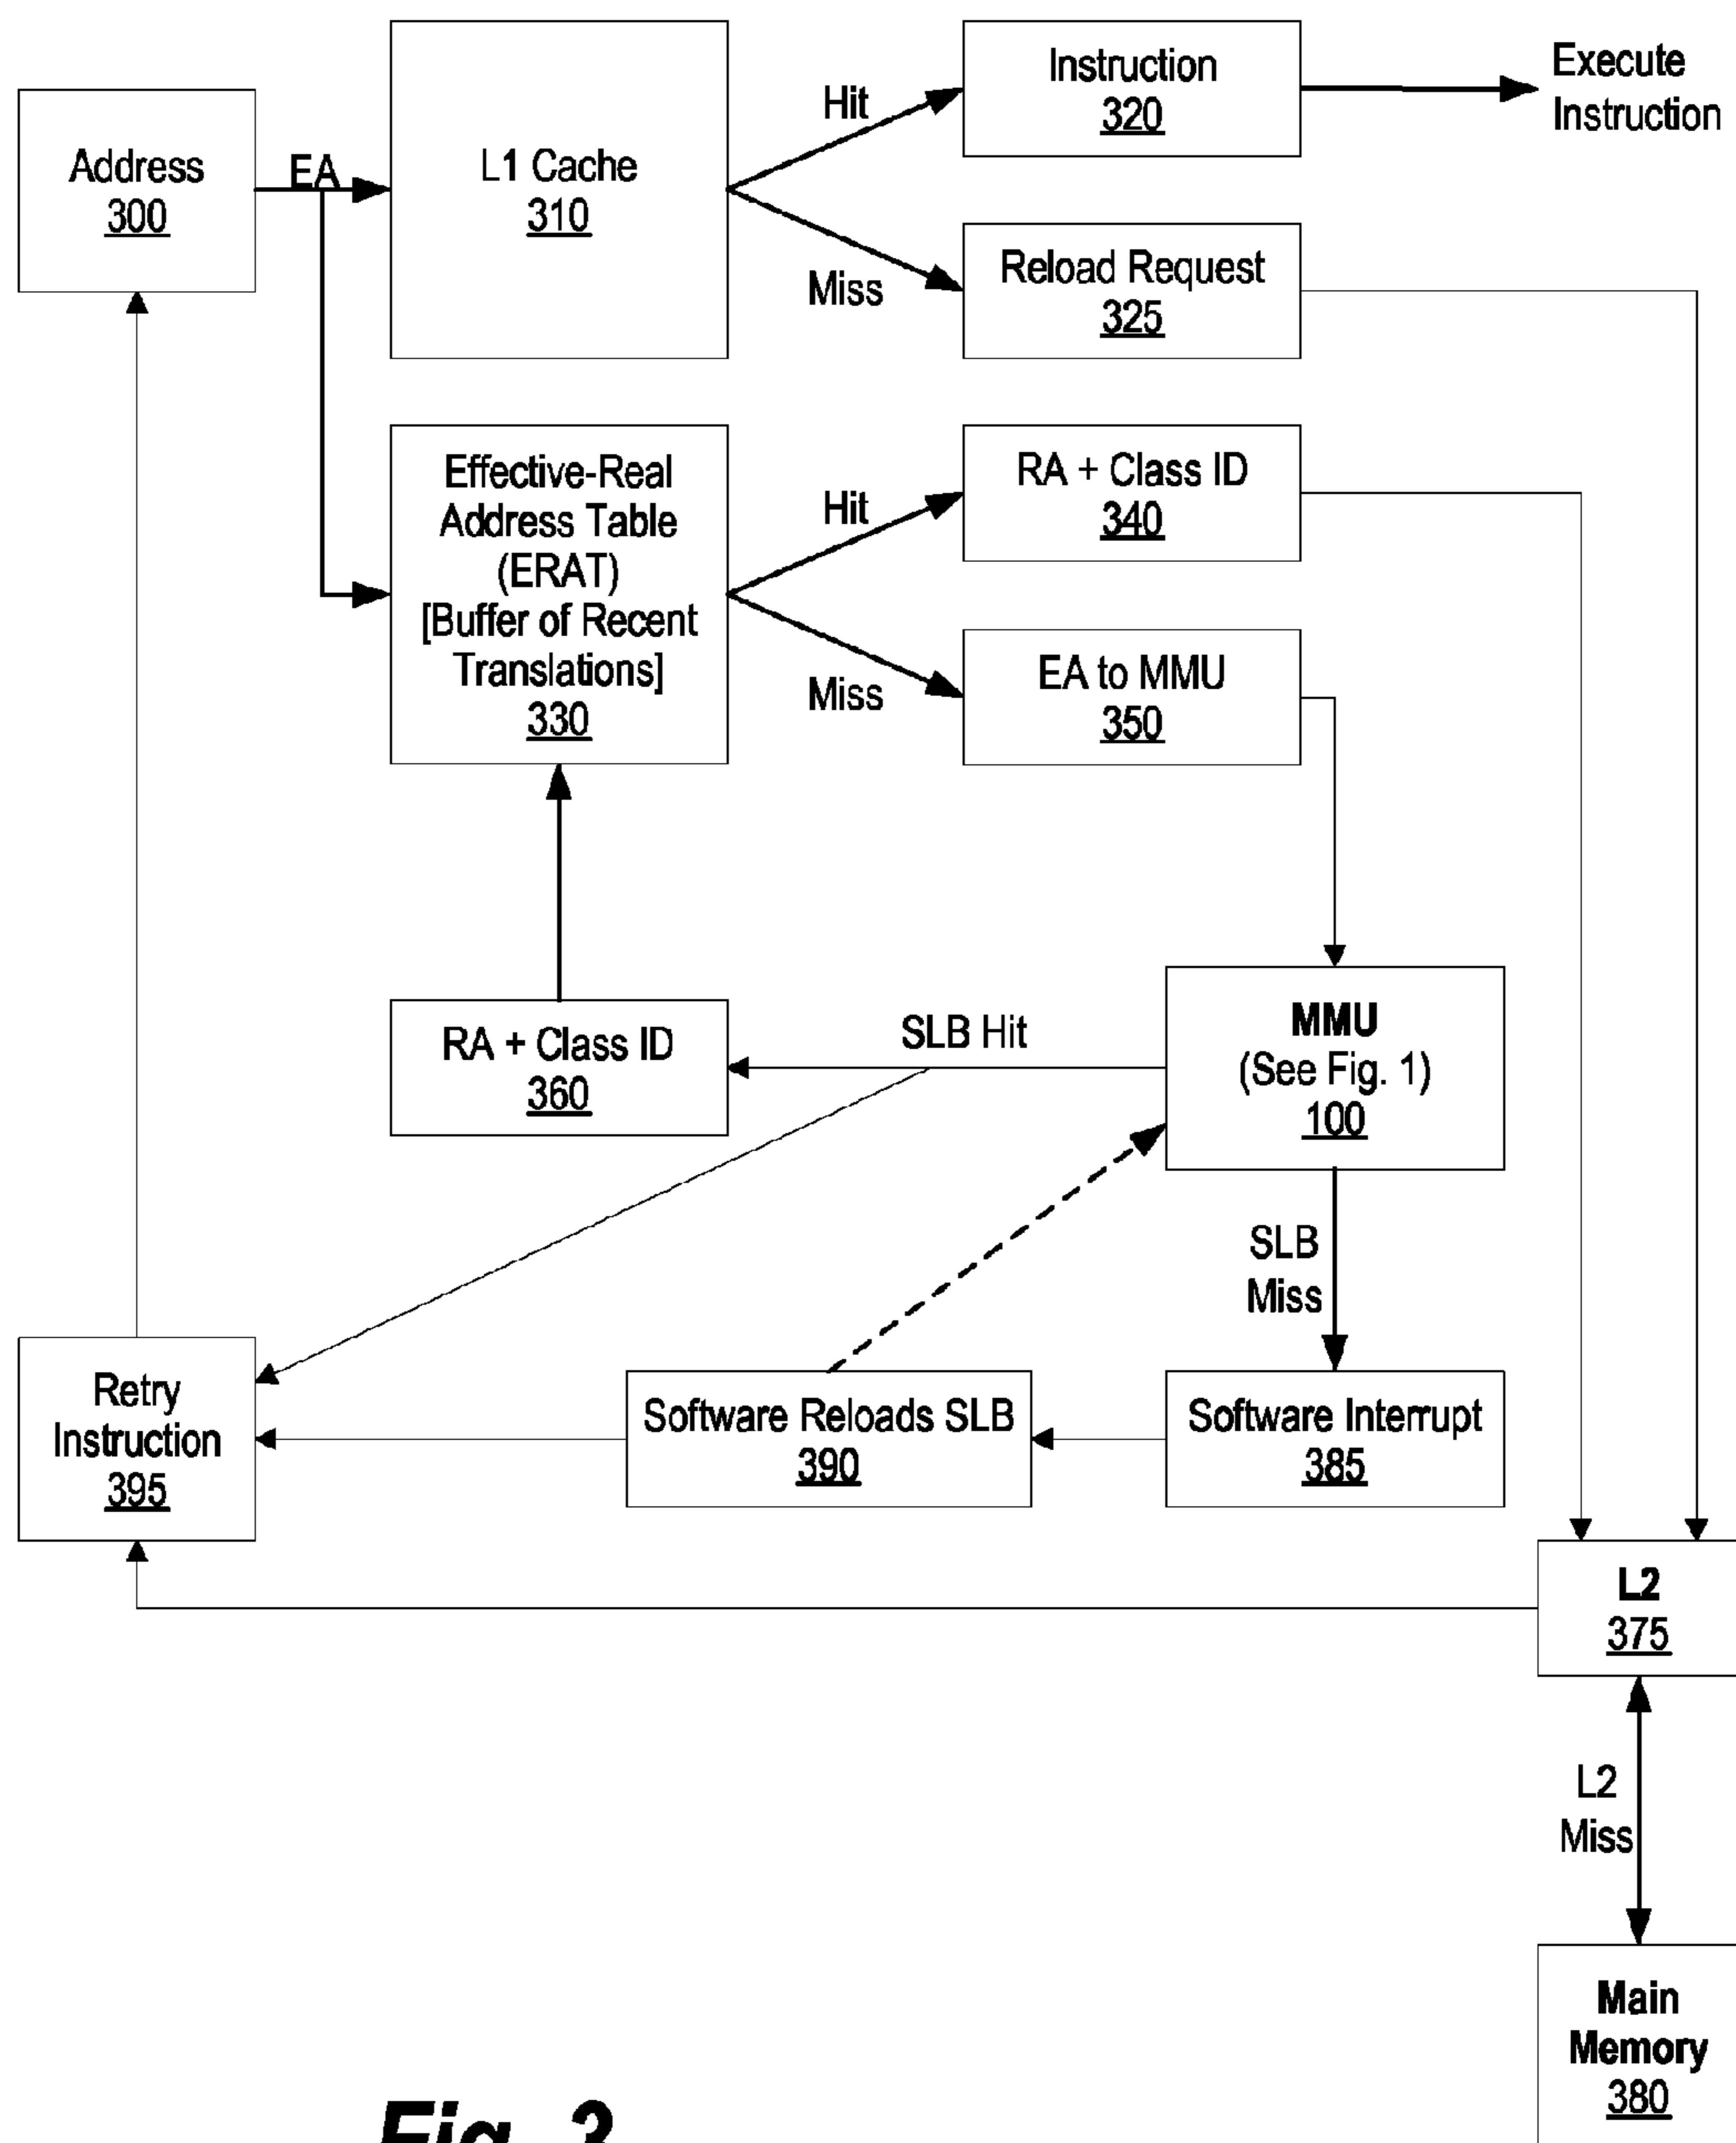 Address
300
EA
L1 Cache
310
Hit
Miss
Instruction
320
Execute
Instruction
Reload Request
325
Effective-Real
Address Table
(ERAT)
[Buffer of Recent
Translations]
330
Hit
Miss
RA + Class ID
340
EA to MMU
350
RA + Class ID
360
SLB Hit
MMU
(See Fig. 1)
100
SLB
Miss
Retry
Instruction
395
Software Reloads SLB
390
Software Interrupt
385
L2
375
L2
Miss
Main
Memory
380